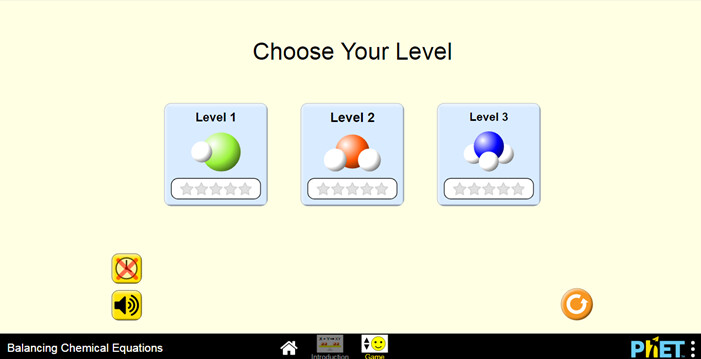 Choose Your Level
Level 1
Level 2
Level 3
Balancing Chemical Equations
Introduction
Game
PhET